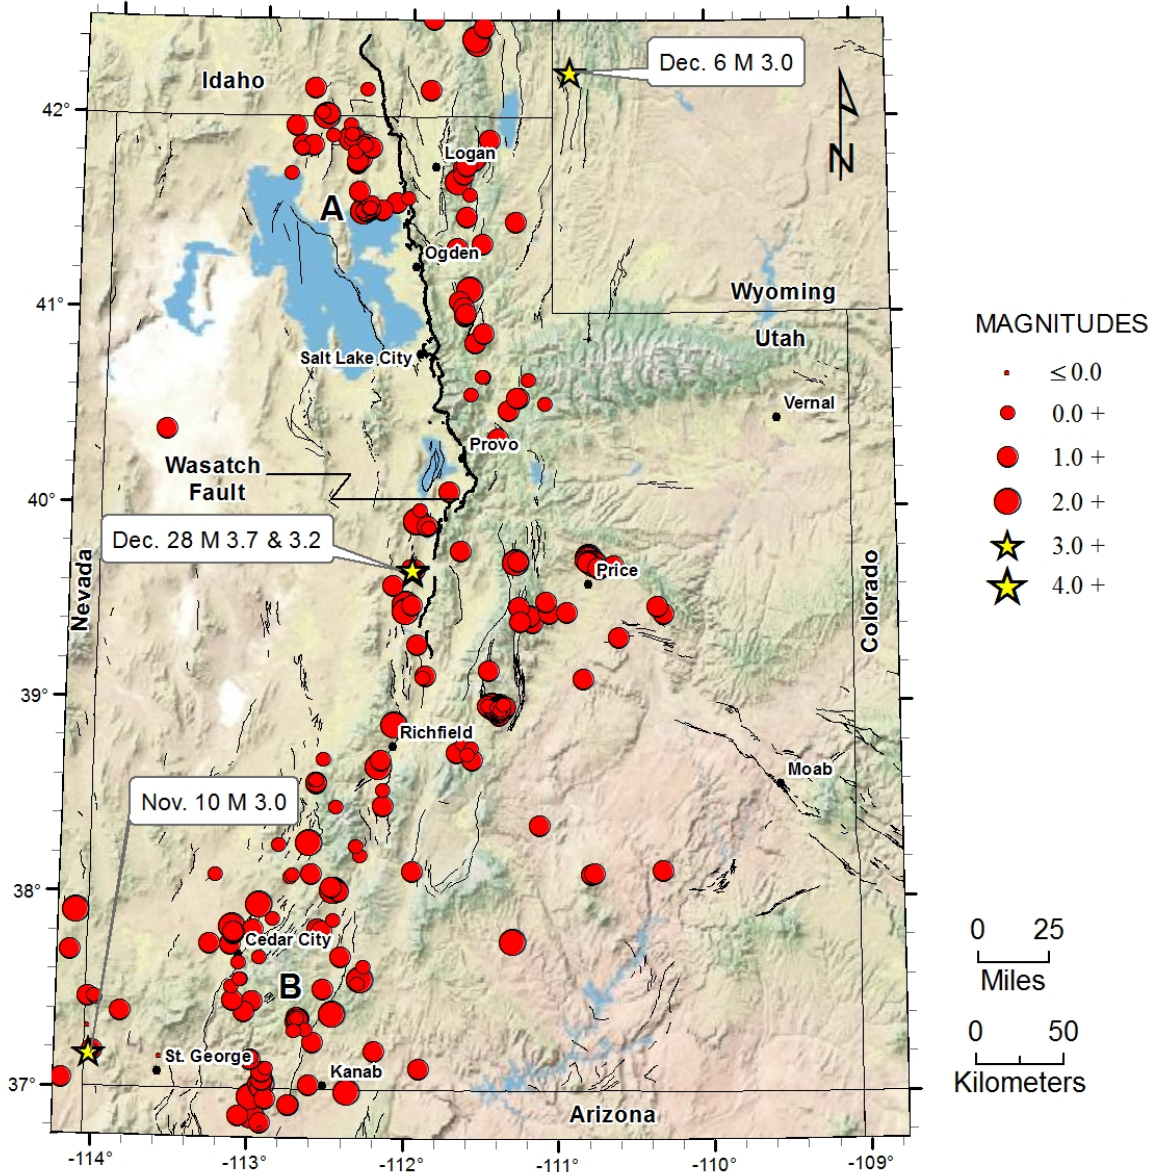 Idaho
Dec. 6 M 3.0
N
42°
Logan
A
Ogden
41°
Wyoming
Utah
Salt Lake City
Vernal
Provo
Wasatch
Fault
40°
Dec. 28 M 3.7 & 3.2
Price
Nevada
Colorado
39°
Richfield
Moab
Nov. 10 M 3.0
38°
Cedar City
B
St. George
Kanab
37°
Arizona
-114°
-113°
-112°
-111°
-110°
-109°
MAGNITUDES
≤ 0.0
0.0 +
1.0 +
2.0 +
3.0 +
4.0 +
0 25
Miles
0 50
Kilometers